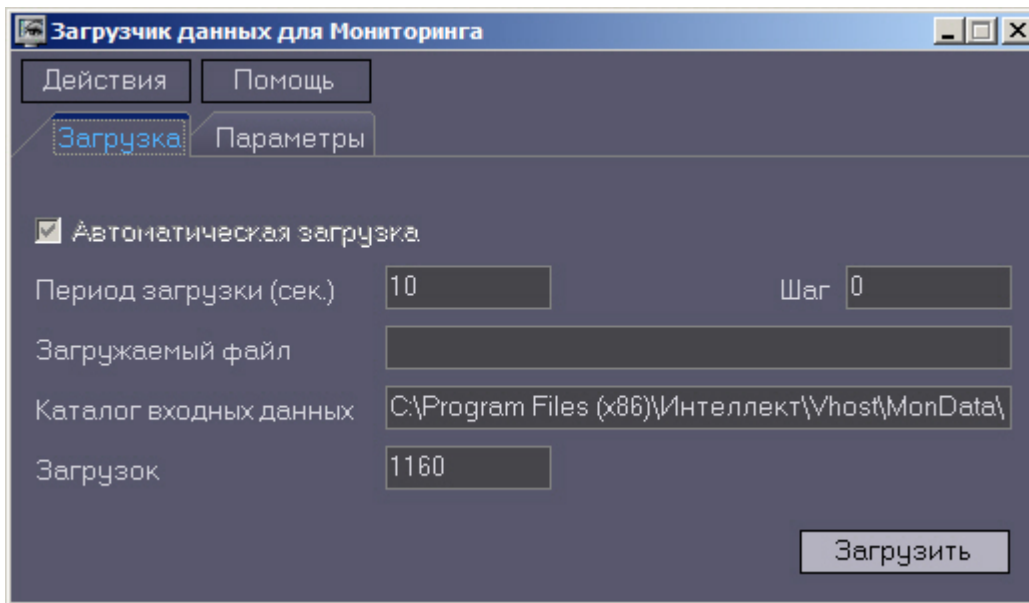 Загрузчик данных для Мониторинга
Действия Помощь
Загрузка Параметры
Автоматическая загрузка
Период загрузки (сек.) 10 Шаг 0
Загружаемый файл
Каталог входных данных C:\Program Files (x86)\Интеллект\Vhost\MonData\
Загрузок 1160
Загрузить